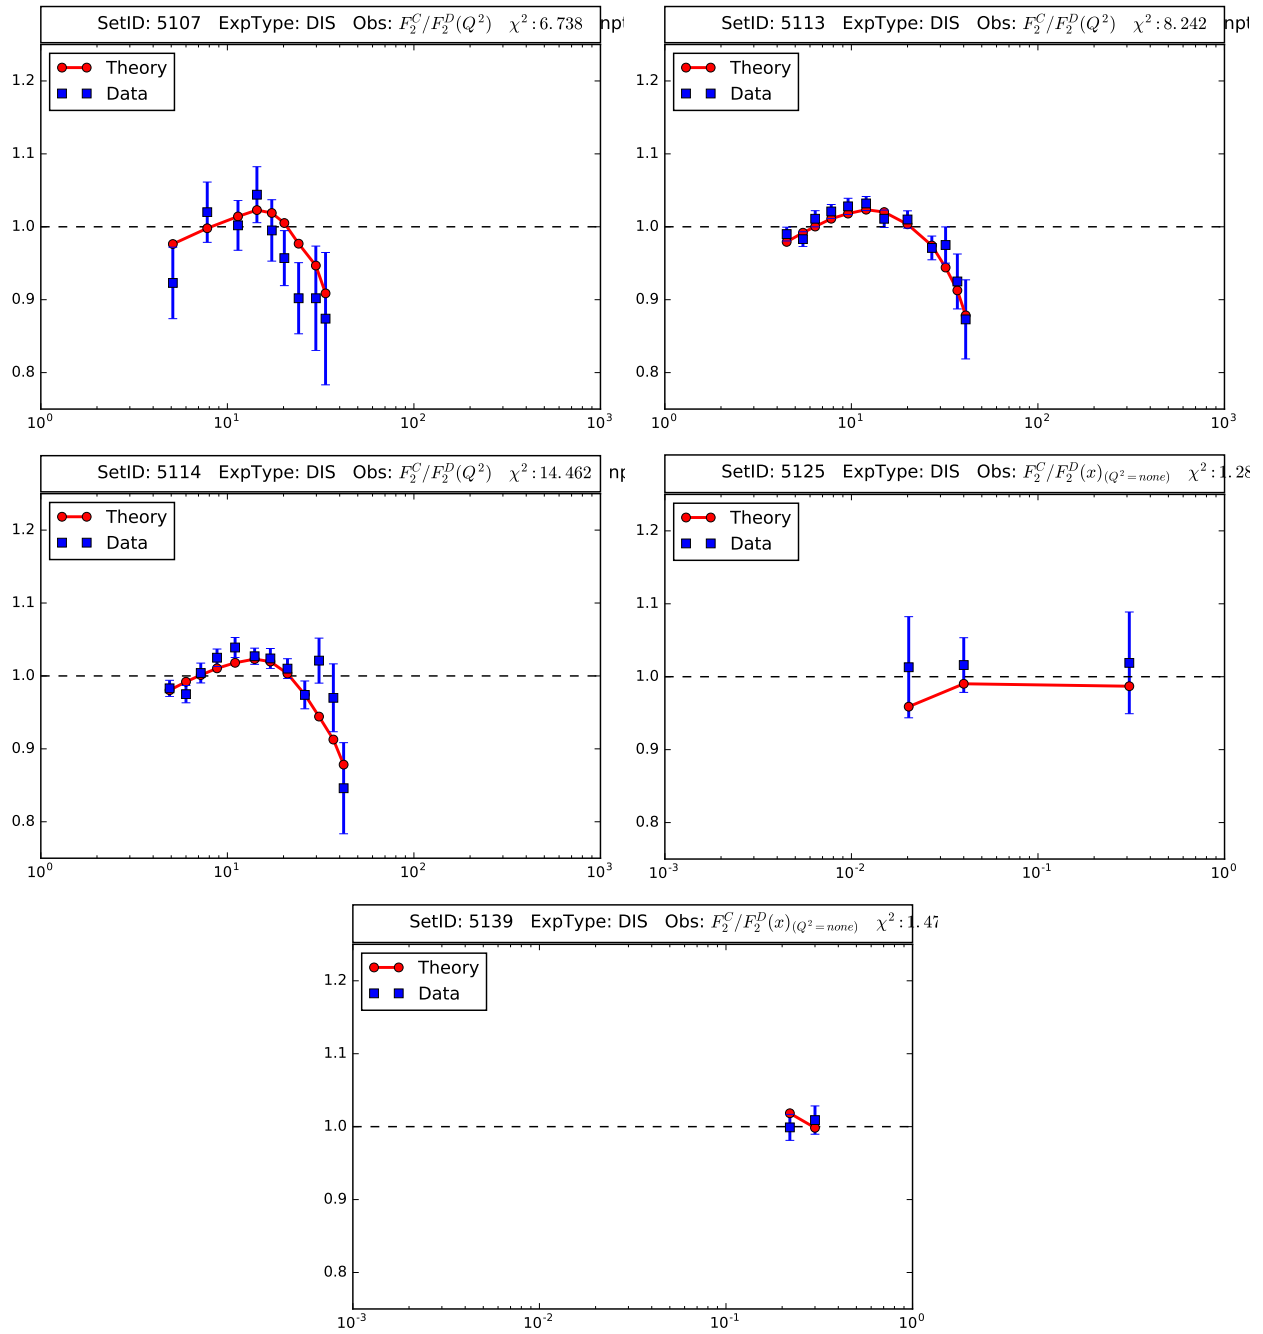 SetID: 5107 ExpType: DIS Obs: F_2^C/F_2^D(Q^2) χ^2:6.738 npt
Theory
Data
1.2
1.1
1.0
0.9
0.8
10^0 10^1 10^2 10^3
SetID: 5113 ExpType: DIS Obs: F_2^C/F_2^D(Q^2) χ^2:8.242 npt
Theory
Data
1.2
1.1
1.0
0.9
0.8
10^0 10^1 10^2 10^3
SetID: 5114 ExpType: DIS Obs: F_2^C/F_2^D(Q^2) χ^2:14.462
Theory
Data
1.2
1.1
1.0
0.9
0.8
10^0 10^1 10^2 10^3
SetID: 5125 ExpType: DIS Obs: F_2^C/F_2^D(x)_(Q^2=none) χ^2:1.28
Theory
Data
1.2
1.1
1.0
0.9
0.8
10^-3 10^-2 10^-1 10^0
SetID: 5139 ExpType: DIS Obs: F_2^C/F_2^D(x)_(Q^2=none) χ^2:1.47
Theory
Data
1.2
1.1
1.0
0.9
0.8
10^-3 10^-2 10^-1 10^0